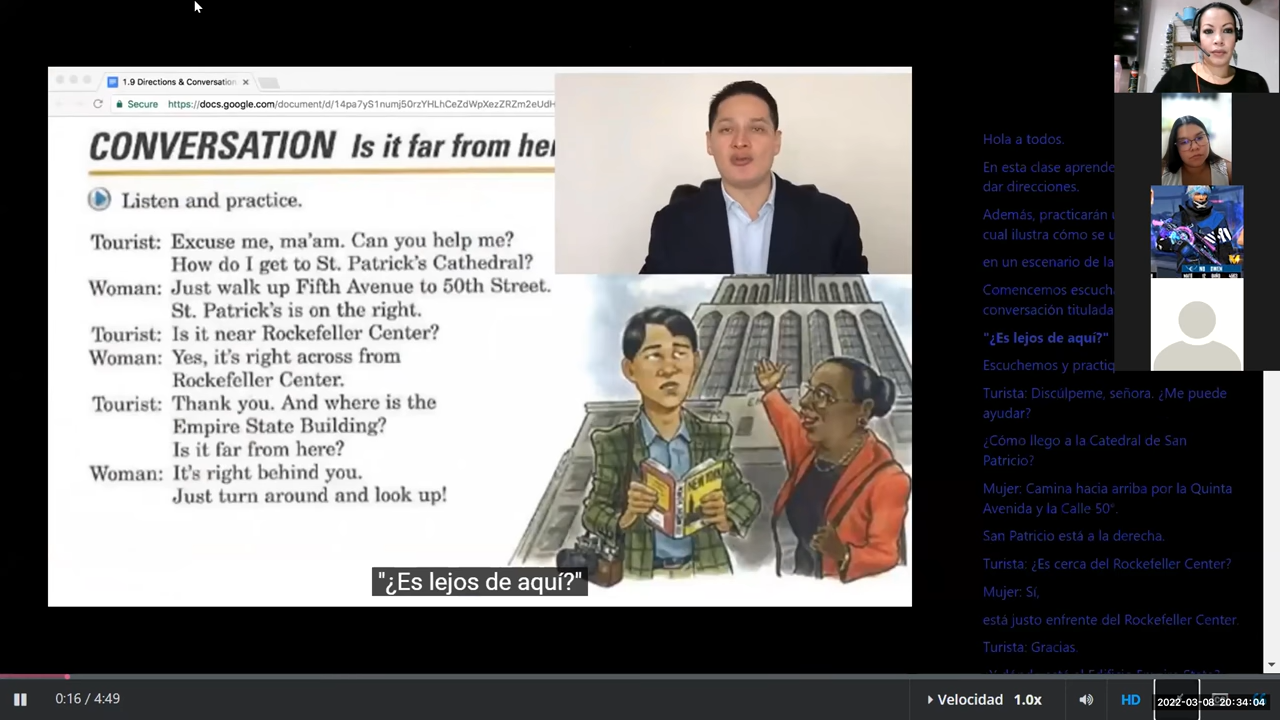 1.9 Directions & Conversation
Secure
https://docs.google.com/document/d/14pa7yS1numj50rzYHLhCeZdWpXezZRZm2eUdH
CONVERSATION Is it far from her
Listen and practice.
Tourist: Excuse me, ma'am. Can you help me?
How do I get to St. Patrick's Cathedral?
Woman: Just walk up Fifth Avenue to 50th Street.
St. Patrick's is on the right.
Tourist: Is it near Rockefeller Center?
Woman: Yes, it's right across from
Rockefeller Center.
Tourist: Thank you. And where is the
Empire State Building?
Is it far from here?
Woman: It's right behind you.
Just turn around and look up!
NEW YORK
"¿Es lejos de aquí?"
Hola a todos.
En esta clase aprende
dar direcciones.
Además, practicarán
cual ilustra cómo se u
en un escenario de la
Comencemos escuch
conversación titulada
"¿Es lejos de aquí?"
Escuchemos y practiq
Turista: Discúlpeme, señora. ¿Me puede
ayudar?
¿Cómo llego a la Catedral de San
Patricio?
Mujer: Camina hacia arriba por la Quinta
Avenida y la Calle 50ª.
San Patricio está a la derecha.
Turista: ¿Es cerca del Rockefeller Center?
Mujer: Sí,
está justo enfrente del Rockefeller Center.
Turista: Gracias.
0:16 / 4:49
Velocidad 1.0x
HD
2022-03-08 20:34:04